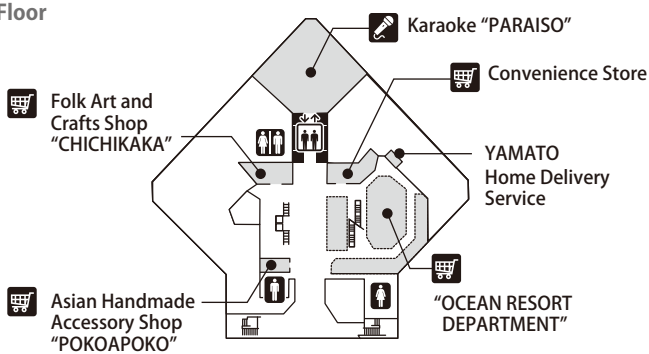 Floor
Karaoke “PARAISO”
Convenience Store
Folk Art and
Crafts Shop
“CHICHIKAKA”
YAMATO
Home Delivery
Service
Asian Handmade
Accessory Shop
“POKOAPOKO”
“OCEAN RESORT
DEPARTMENT”